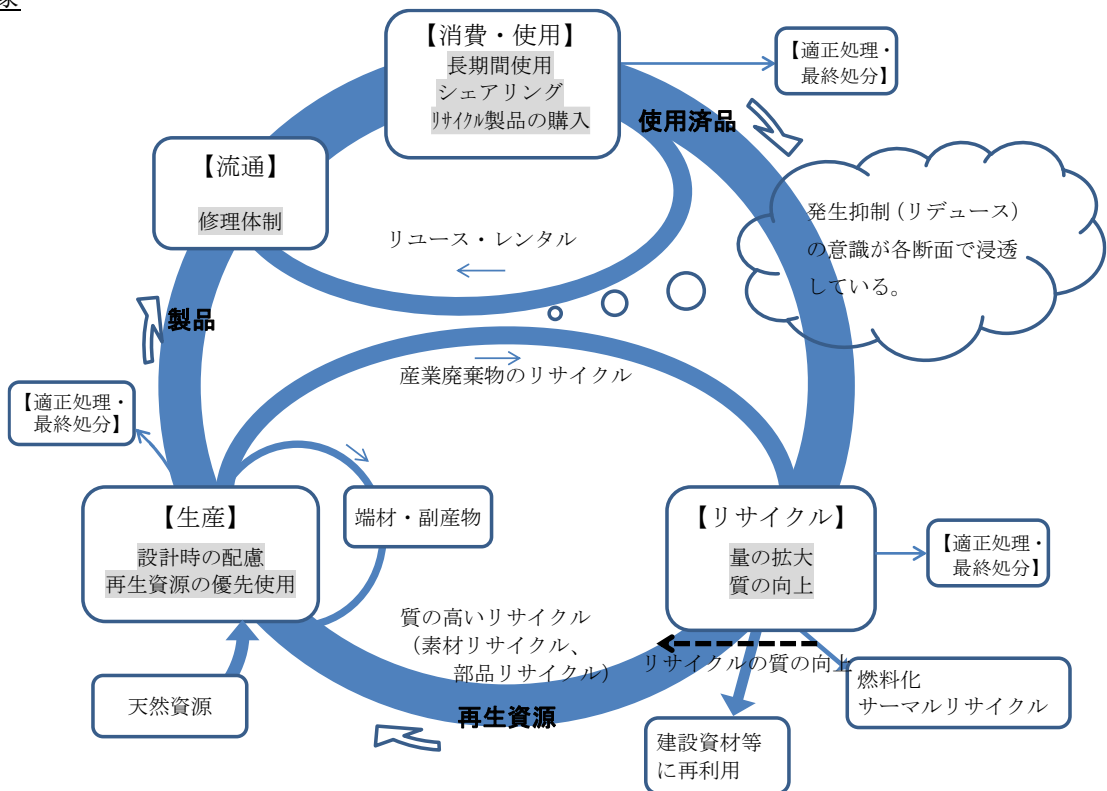 【消費・使用】
長期間使用
シェアリング
ﾘｻｲｸﾙ製品の購入
【適正処理・
最終処分】
使用済品
【流通】
修理体制
発生抑制（リデュース）
の意識が各断面で浸透
している。
リユース・レンタル
製品
産業廃棄物のリサイクル
【適正処理・
最終処分】
【生産】
設計時の配慮
再生資源の優先使用
端材・副産物
【リサイクル】
量の拡大
質の向上
【適正処理・
最終処分】
質の高いリサイクル
（素材リサイクル、
部品リサイクル）
リサイクルの質の向上
天然資源
再生資源
燃料化
サーマルリサイクル
建設資材等
に再利用